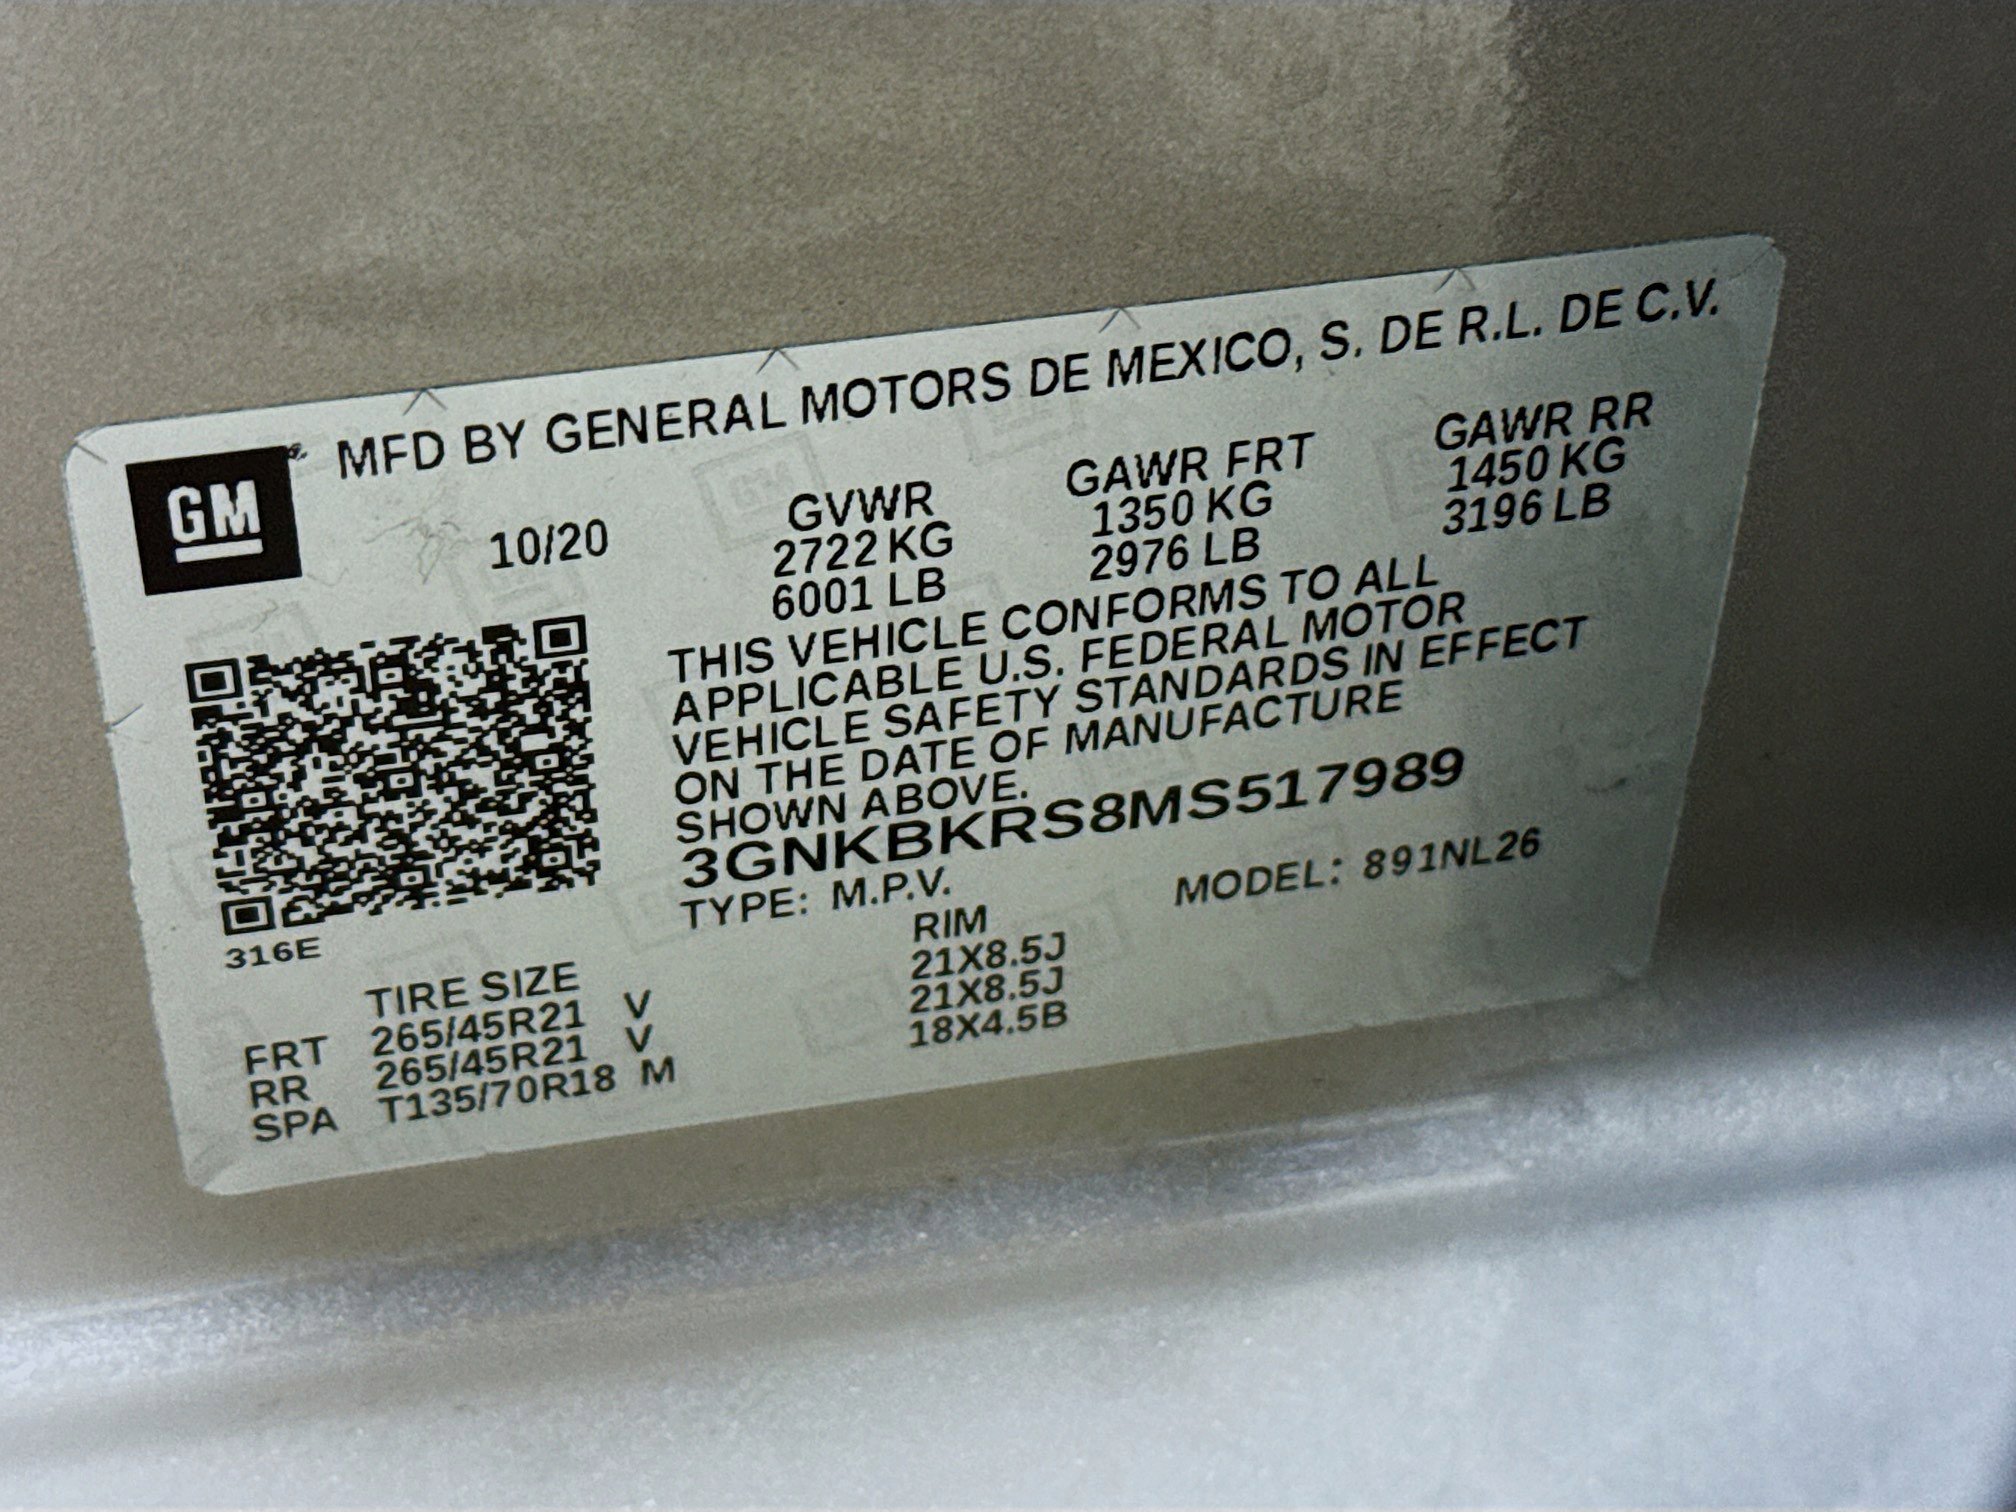 MFD BY GENERAL MOTORS DE MEXICO, S. DE R.L. DE C.V.
GM
10/20
GVWR GAWR FRT GAWR RR
2722 KG 1350 KG 1450 KG
6001 LB 2976 LB 3196 LB
THIS VEHICLE CONFORMS TO ALL
APPLICABLE U.S. FEDERAL MOTOR
VEHICLE SAFETY STANDARDS IN EFFECT
ON THE DATE OF MANUFACTURE
SHOWN ABOVE.
3GNKBKRS8MS517989
TYPE: M.P.V. MODEL: 891NL26
316E
TIRE SIZE RIM
FRT 265/45R21 V 21X8.5J
RR 265/45R21 V 21X8.5J
SPA T135/70R18 M 18X4.5B